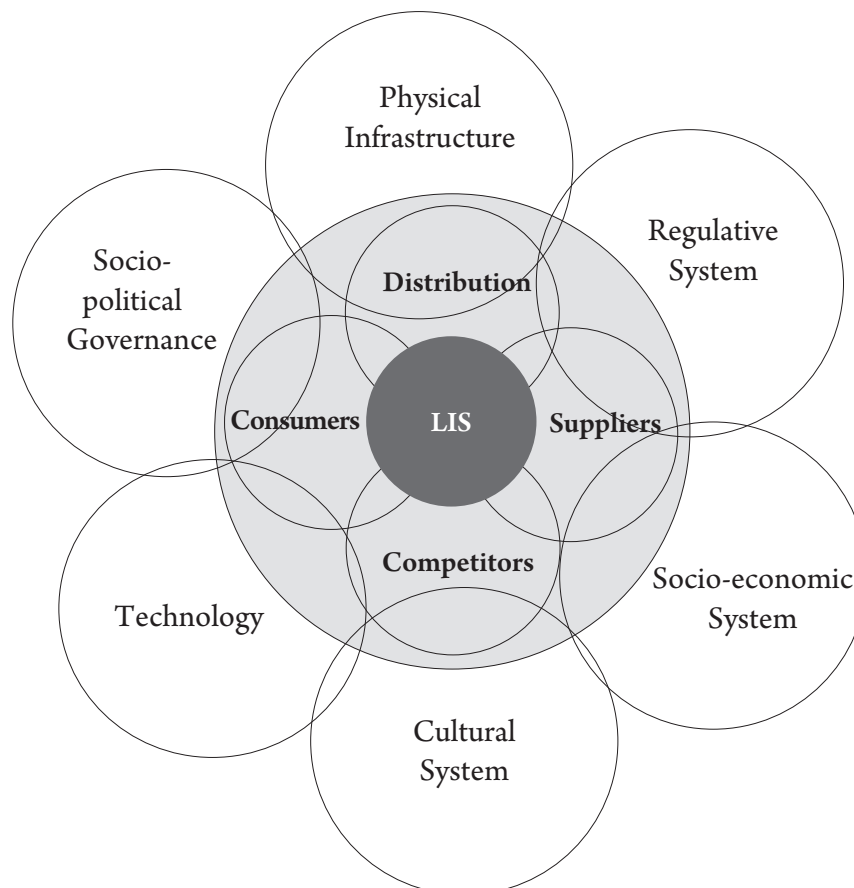 Physical
Infrastructure
Regulative
System
Socio-
political
Governance
Distribution
Consumers
LIS
Suppliers
Competitors
Socio-economic
System
Technology
Cultural
System